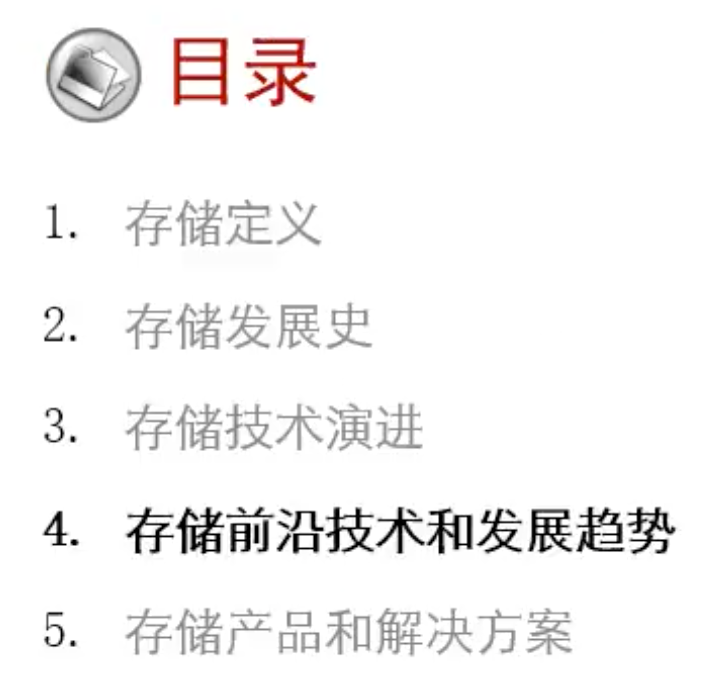 目录
1. 存储定义
2. 存储发展史
3. 存储技术演进
4. 存储前沿技术和发展趋势
5. 存储产品和解决方案